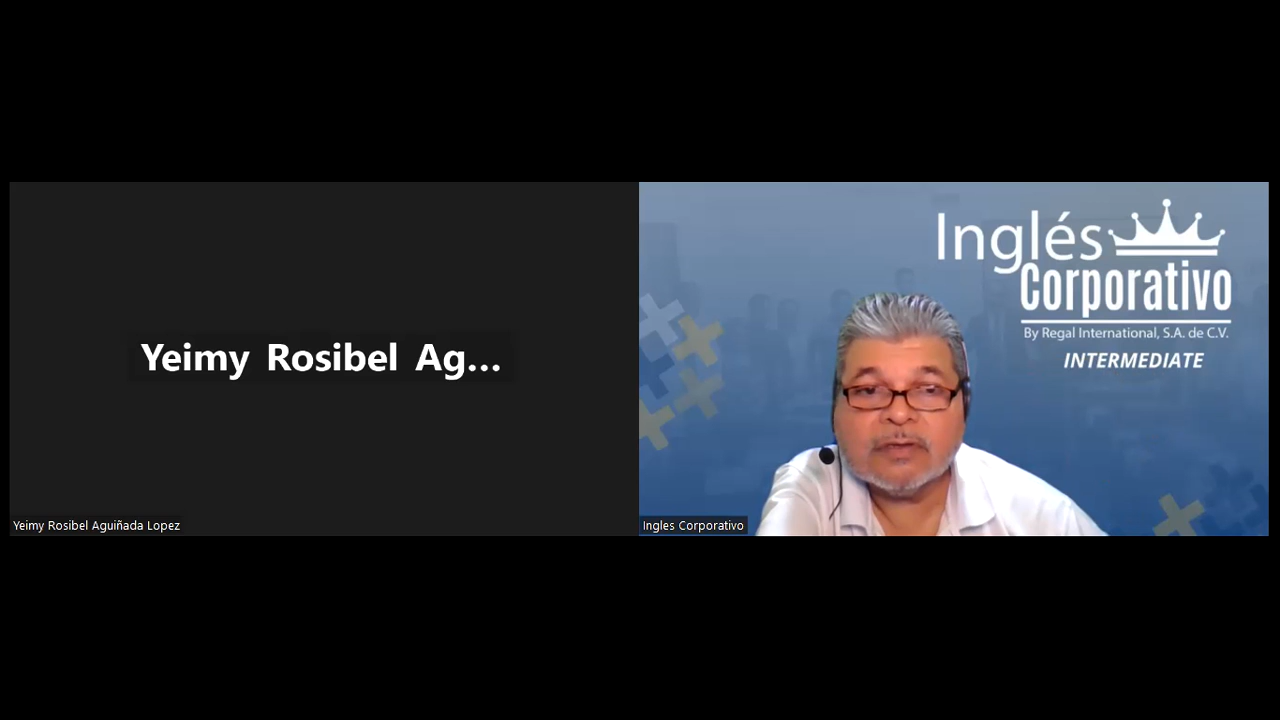 Yeimy Rosibel Ag...
Yeimy Rosibel Aguiñada Lopez
Inglés
Corporativo
By Regal International, S.A. de C.V.
INTERMEDIATE
Ingles Corporativo